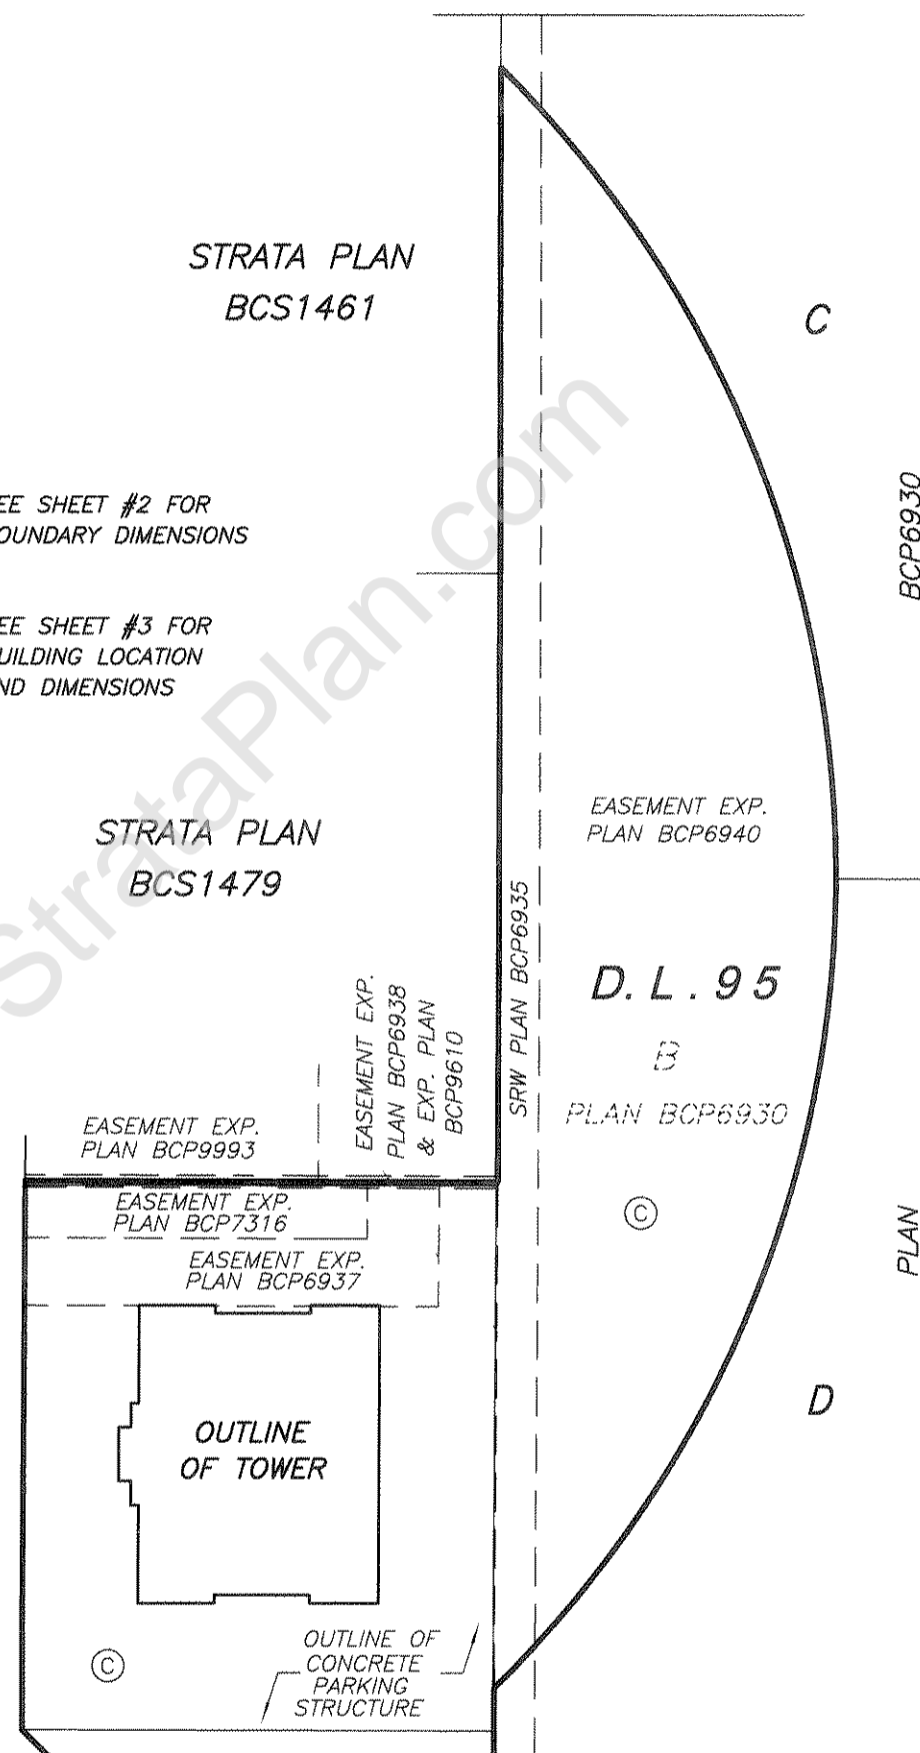 STRATA PLAN
BCS1461
C
BCP6930
EE SHEET #2 FOR
OUNDARY DIMENSIONS
EE SHEET #3 FOR
UILDING LOCATION
ND DIMENSIONS
StrataPlan.com
STRATA PLAN
BCS1479
EASEMENT EXP.
PLAN BCP6940
SRW PLAN BCP6935
D.L.95
B
PLAN BCP6930
EASEMENT EXP.
PLAN BCP6938
& EXP. PLAN
BCP9610
EASEMENT EXP.
PLAN BCP9993
EASEMENT EXP.
PLAN BCP7316
EASEMENT EXP.
PLAN BCP6937
©
PLAN
D
OUTLINE
OF TOWER
OUTLINE OF
CONCRETE
PARKING
STRUCTURE
©